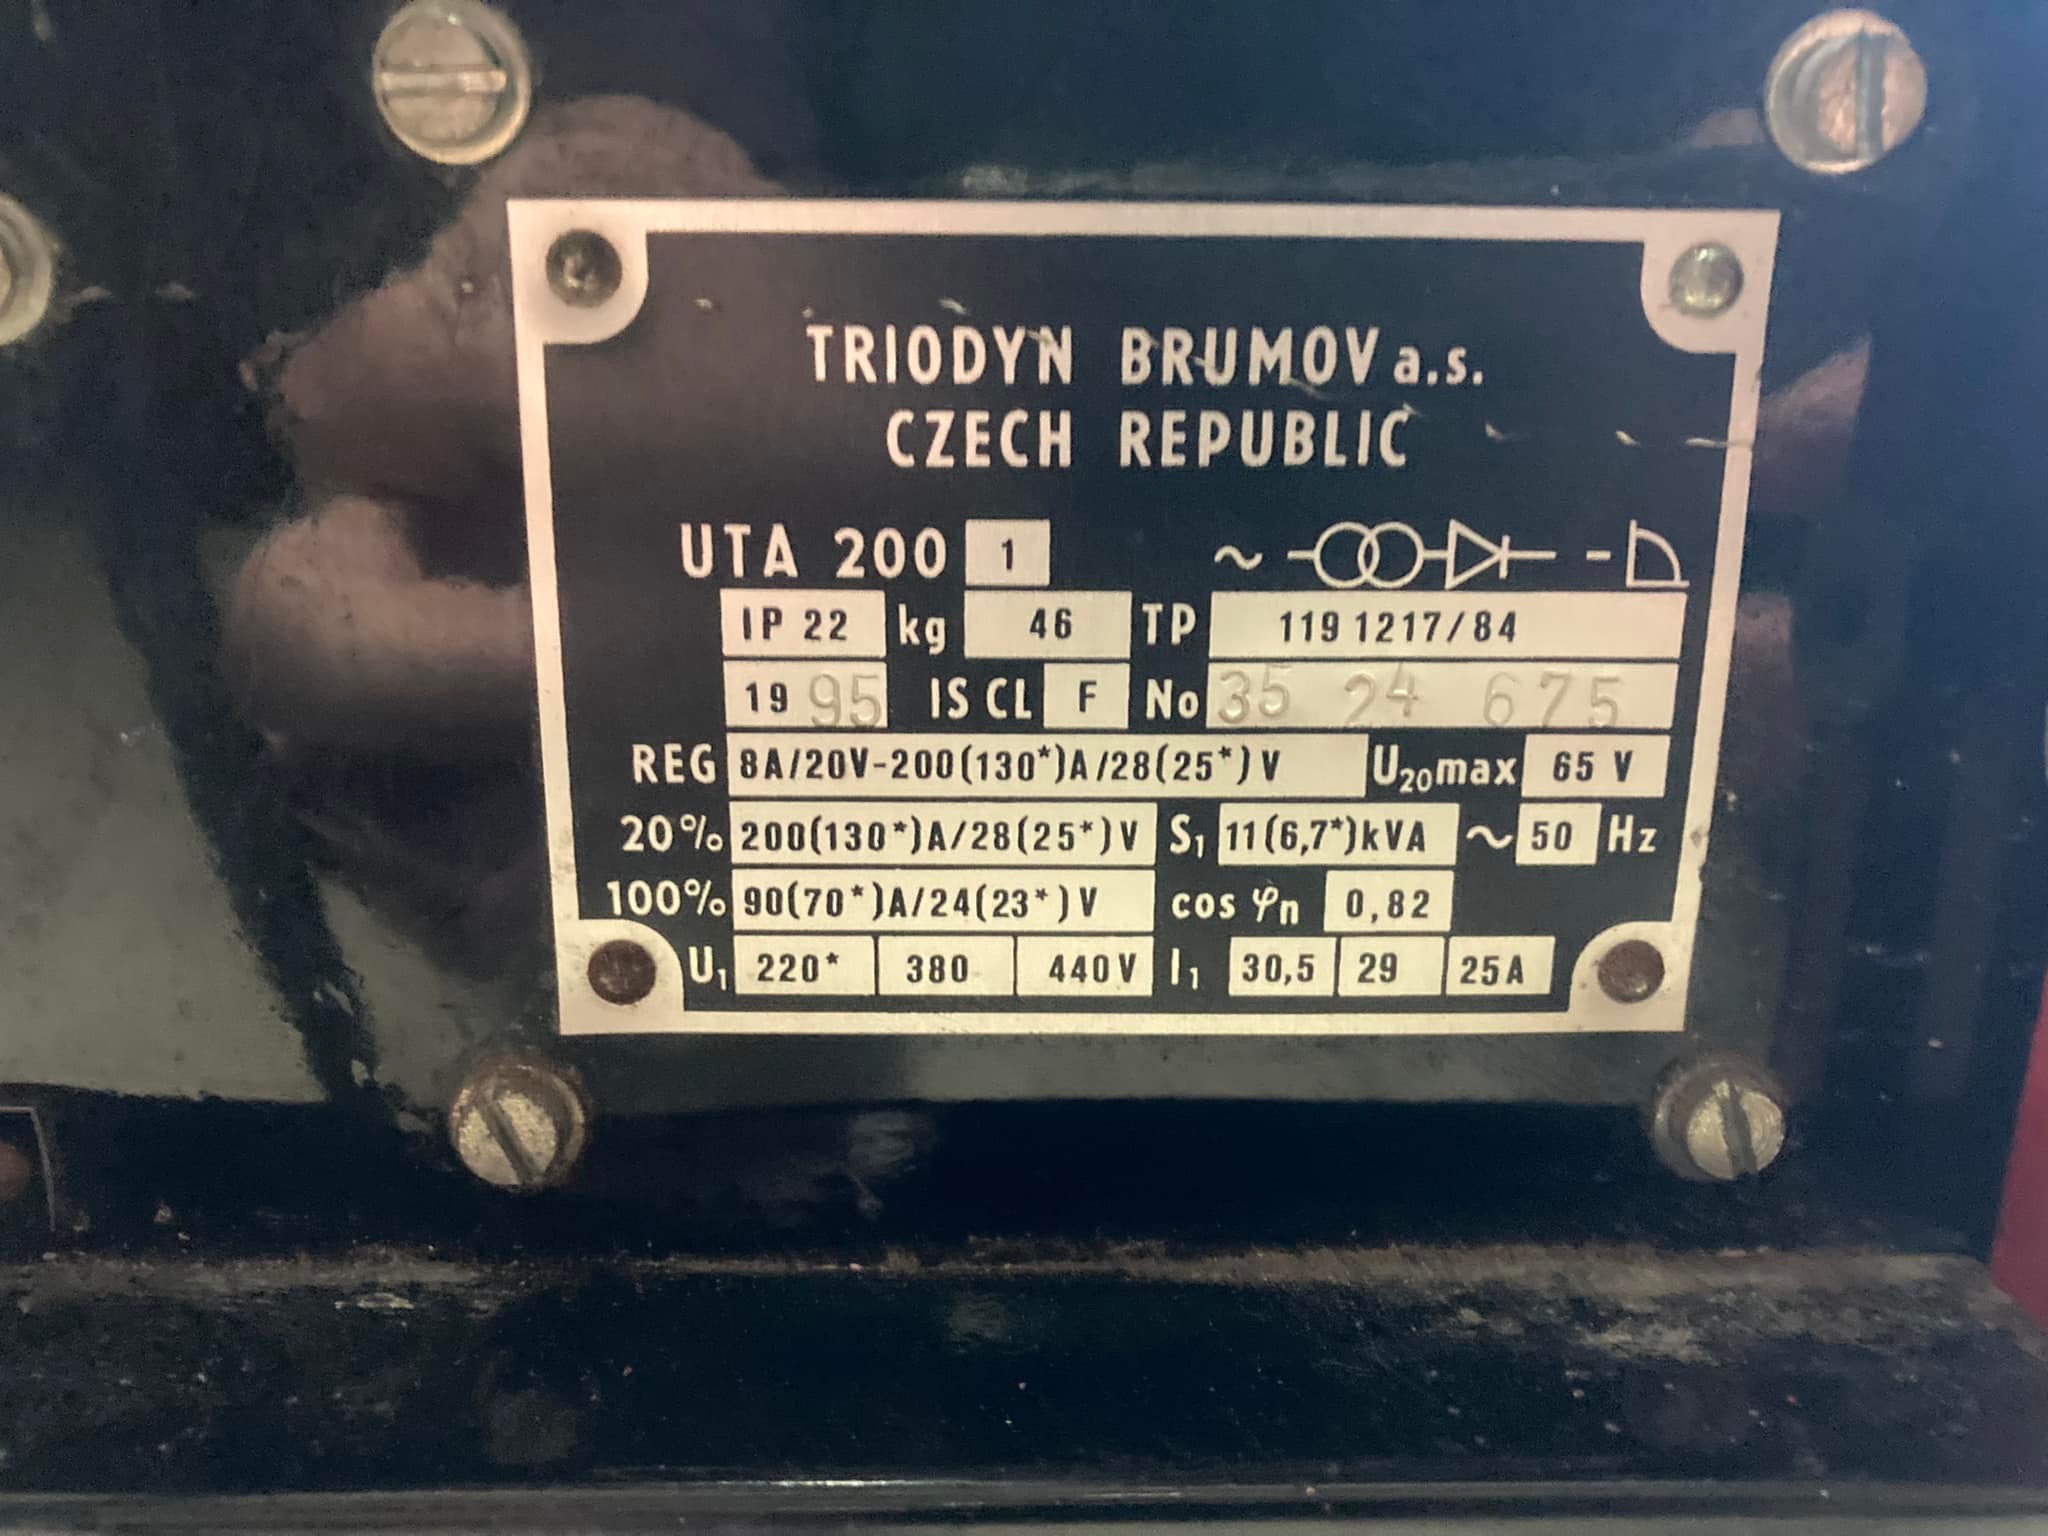 TRIODYN BRUMOV a.s.
CZECH REPUBLIC
UTA 200 1
IP 22 kg 46 TP 119 1217/84
19 95 IS CL F No 35 24 675
REG 8A/20V-200(130*)A/28(25*)V U₂₀max 65 V
20% 200(130*)A/28(25*)V S₁ 11(6,7*)kVA ~ 50 Hz
100% 90(70*)A/24(23*)V cos φn 0,82
U₁ 220* 380 440V I₁ 30,5 29 25A